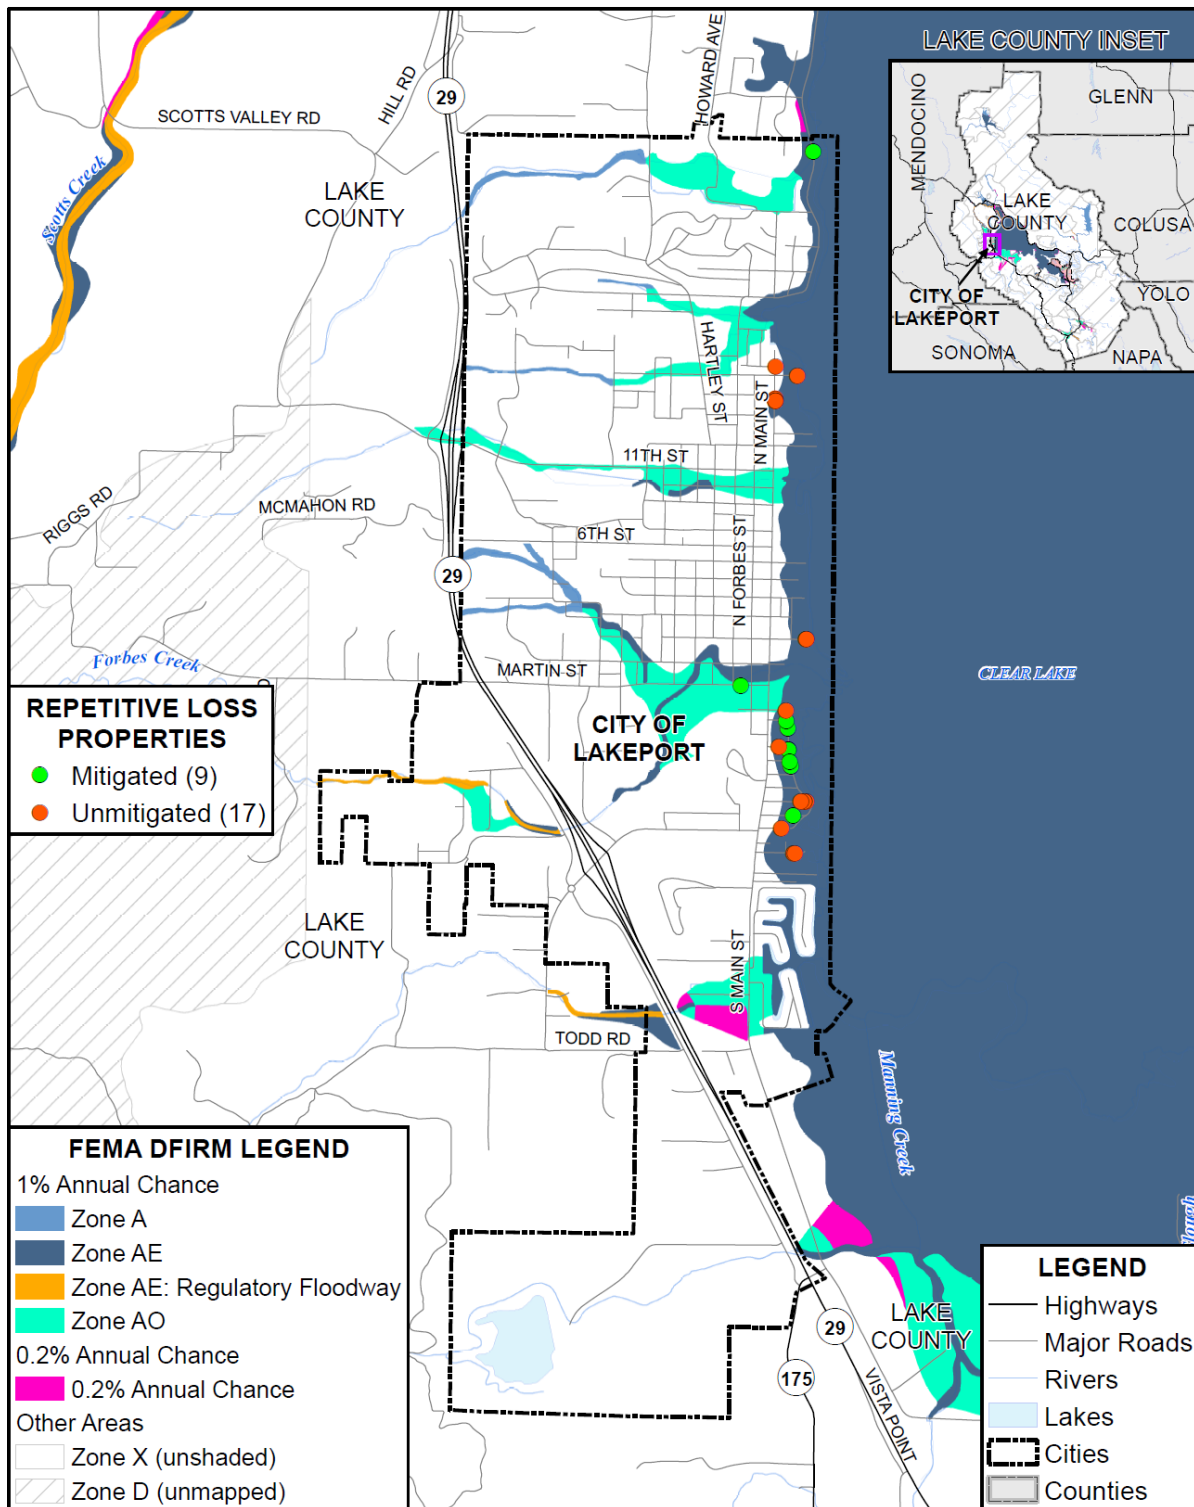 LAKE COUNTY INSET
GLENN
MENDOCINO
LAKE
COUNTY
COLUSA
CITY OF
LAKEPORT
YOLO
SONOMA
NAPA
29
HOWARD AVE
HILL RD
SCOTTS VALLEY RD
Scotts Creek
LAKE
COUNTY
HARTLEY ST
N MAIN ST
11TH ST
RIGGS RD
MCMAHON RD
6TH ST
29
N FORBES ST
Forbes Creek
MARTIN ST
CLEAR LAKE
CITY OF
LAKEPORT
REPETITIVE LOSS
PROPERTIES
Mitigated (9)
Unmitigated (17)
LAKE
COUNTY
S MAIN ST
TODD RD
Manning Creek
FEMA DFIRM LEGEND
1% Annual Chance
Zone A
Zone AE
Zone AE: Regulatory Floodway
Zone AO
0.2% Annual Chance
0.2% Annual Chance
Other Areas
Zone X (unshaded)
Zone D (unmapped)
LAKE
COUNTY
29
175
VISTA POINT
LEGEND
Highways
Major Roads
Rivers
Lakes
Cities
Counties